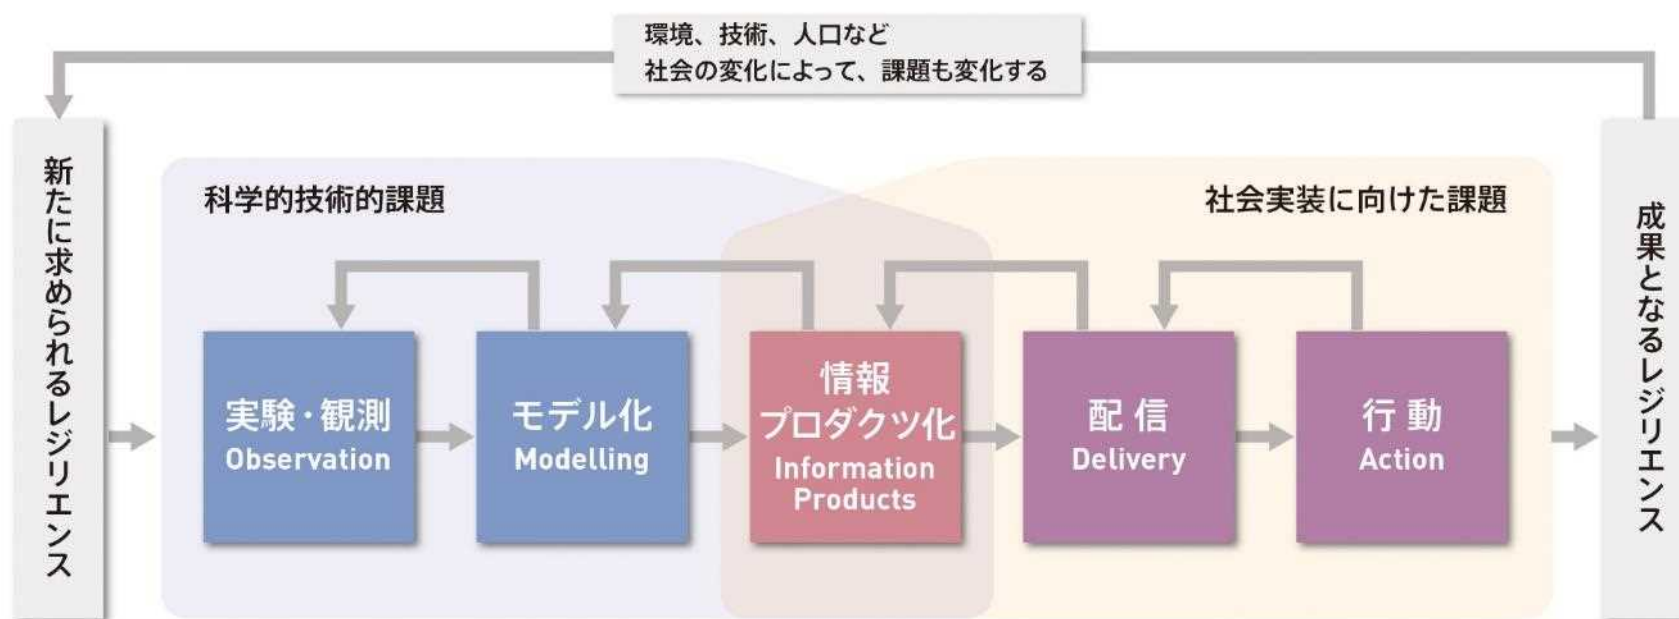 環境、技術、人口など
社会の変化によって、課題も変化する
新たに求められるレジリエンス
科学的技術的課題
社会実装に向けた課題
実験・観測
Observation
モデル化
Modelling
情報
プロダクツ化
Information
Products
配信
Delivery
行動
Action
成果となるレジリエンス